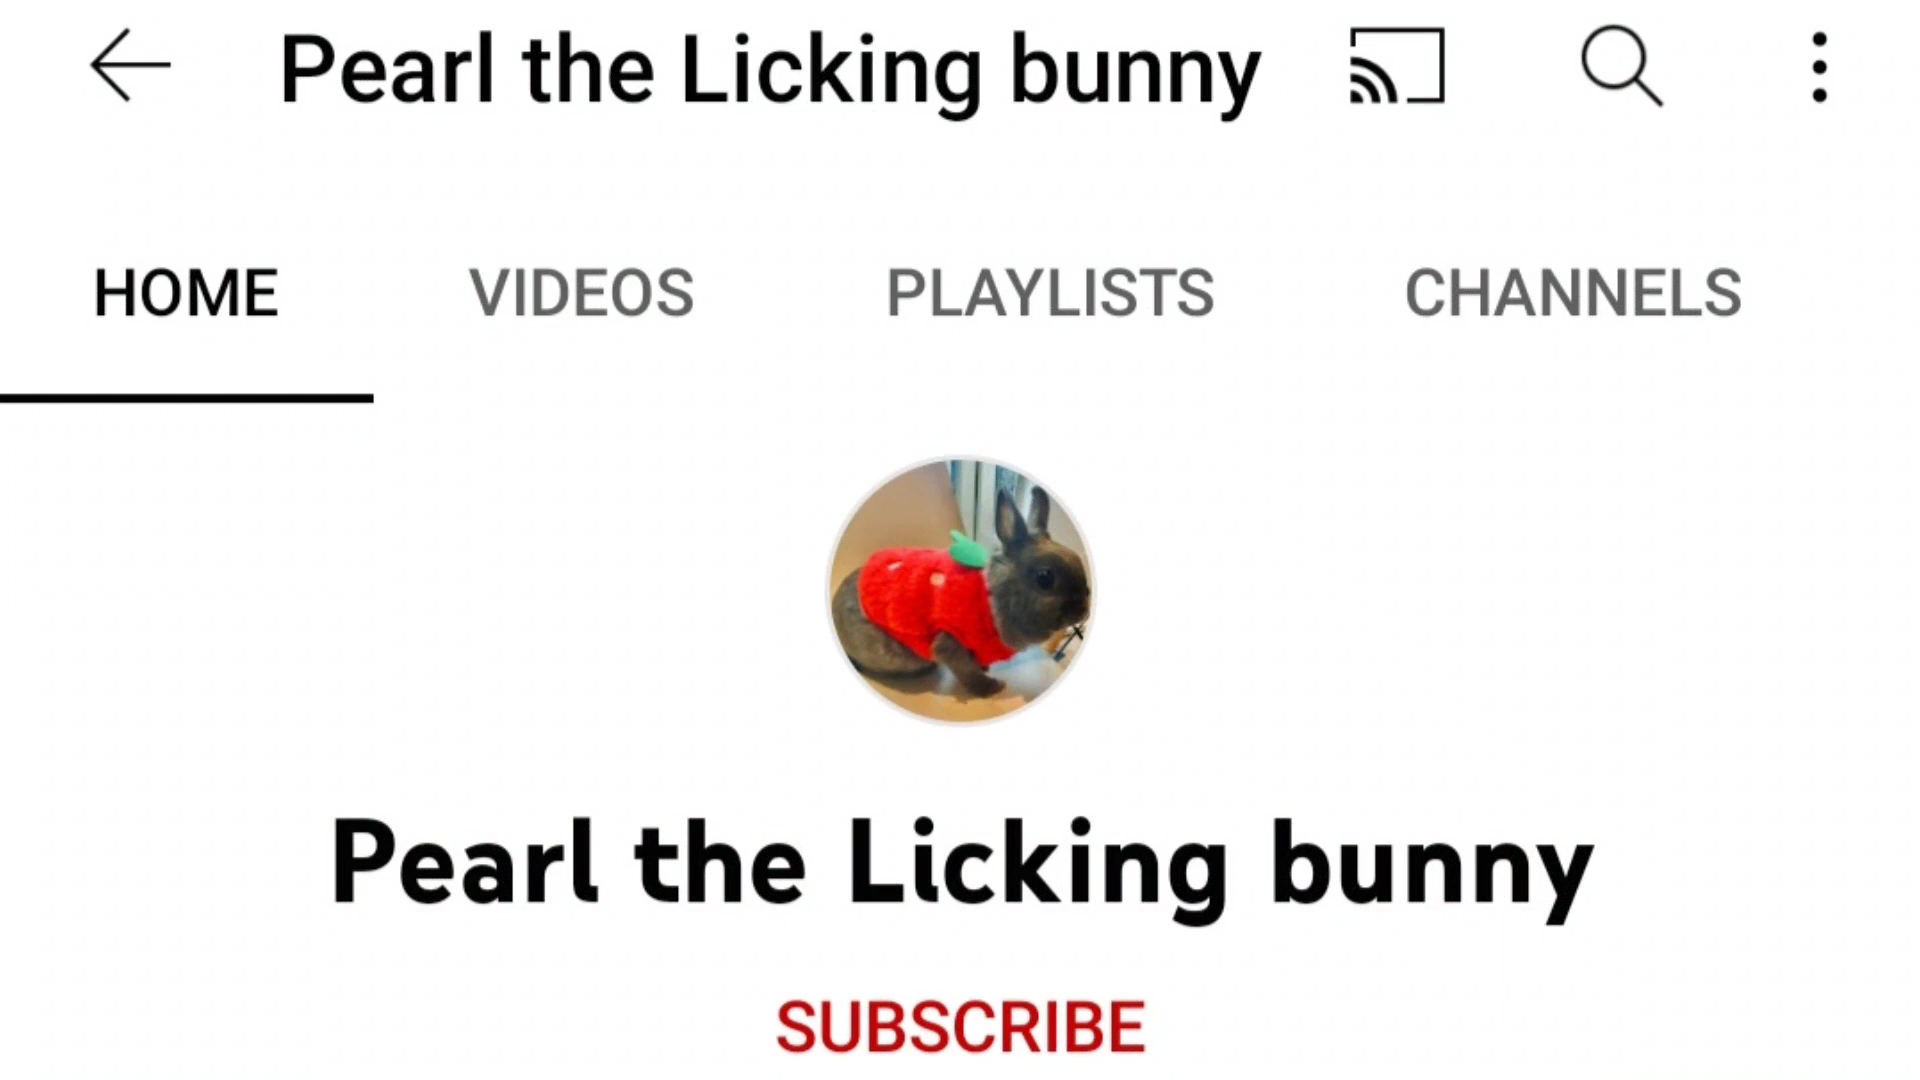 Pearl the Licking bunny
HOME VIDEOS PLAYLISTS CHANNELS
Pearl the Licking bunny
SUBSCRIBE